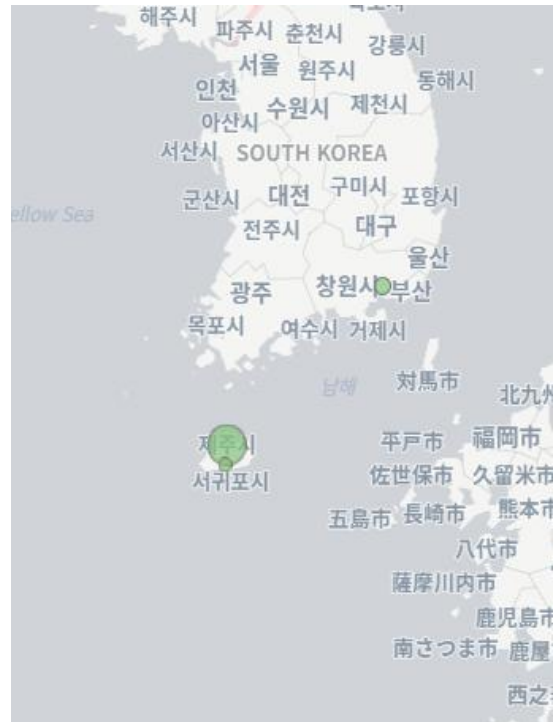 해주시
파주시 춘천시
강릉시
서울
원주시
동해시
인천
수원시 제천시
아산시
서산시 SOUTH KOREA
구미시
군산시 대전 포항시
전주시 대구
울산
창원시 부산
광주
목포시 여수시 거제시
남해
対馬市
北九州
제주시
平戸市 福岡市
서귀포시 佐世保市 久留米市
五島市 長崎市 熊本市
八代市
薩摩川内市
鹿児島市
南さつま市 鹿屋
西之
ellow Sea